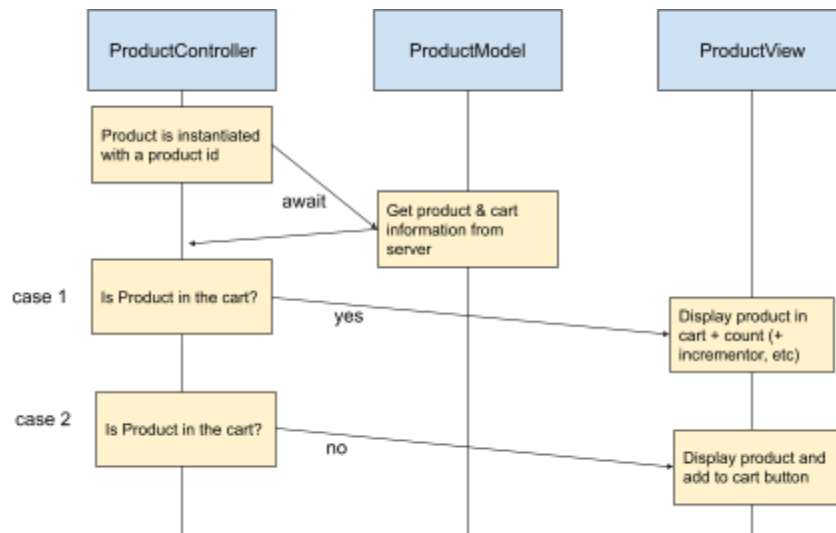 ProductController
ProductModel
ProductView
Product is instantiated
with a product id
await
Get product & cart
information from
server
case 1
Is Product in the cart?
yes
Display product in
cart + count (+
incrementor, etc)
case 2
Is Product in the cart?
no
Display product and
add to cart button